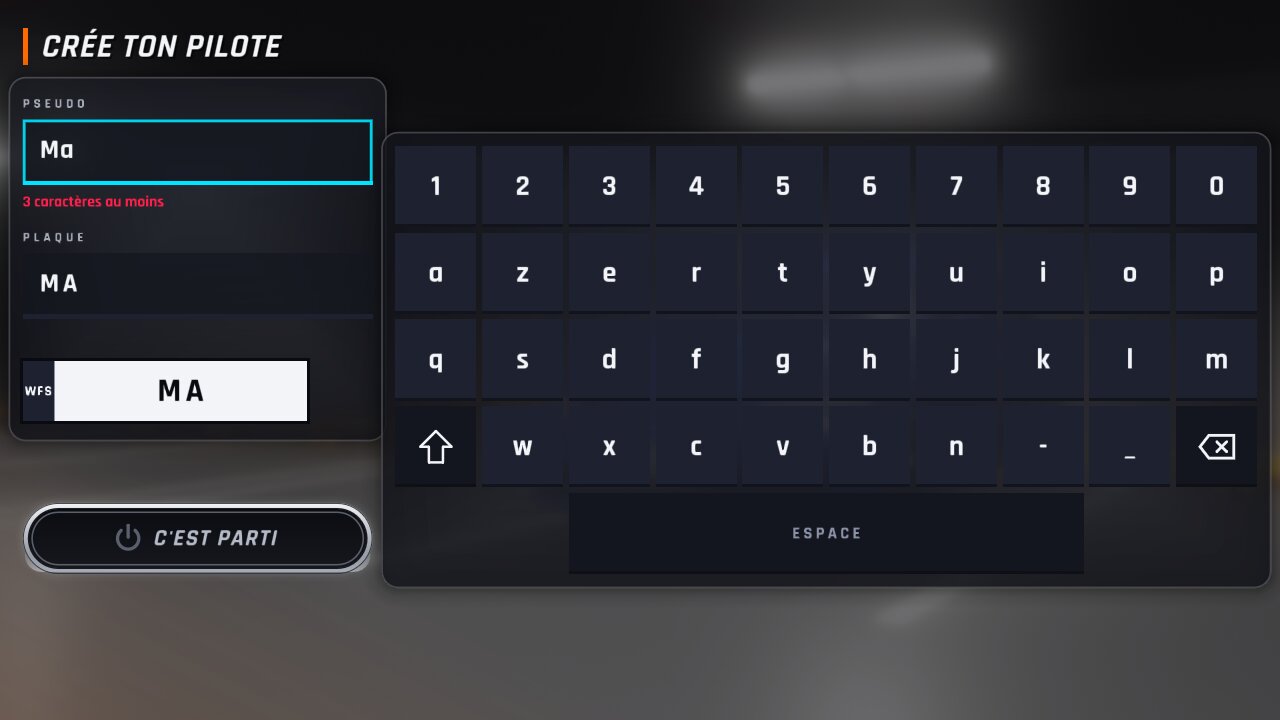 CRÉE TON PILOTE
PSEUDO
Ma
3 caractères au moins
PLAQUE
MA
WFS MA
C'EST PARTI
1 2 3 4 5 6 7 8 9 0
a z e r t y u i o p
q s d f g h j k l m
w x c v b n - _
ESPACE